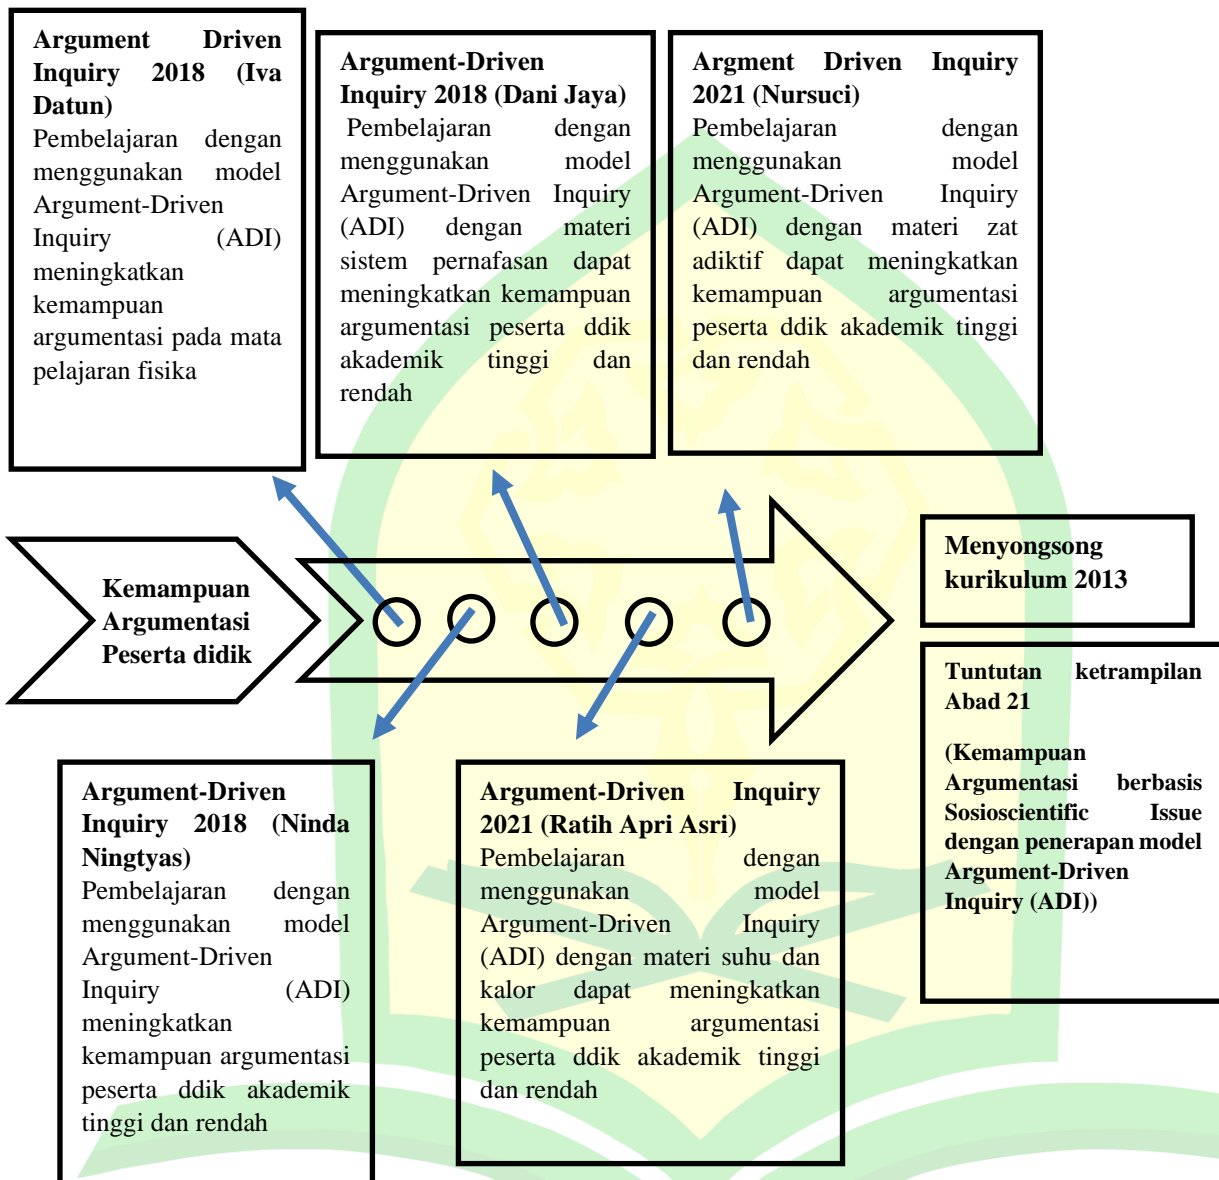 Argument Driven
Inquiry 2018 (Iva
Datun)
Pembelajaran dengan
menggunakan model
Argument-Driven
Inquiry (ADI)
meningkatkan
kemampuan
argumentasi pada mata
pelajaran fisika
Argument-Driven
Inquiry 2018 (Dani Jaya)
Pembelajaran dengan
menggunakan model
Argument-Driven Inquiry
(ADI) dengan materi
sistem pernafasan dapat
meningkatkan kemampuan
argumentasi peserta ddik
akademik tinggi dan
rendah
Argment Driven Inquiry
2021 (Nursuci)
Pembelajaran dengan
menggunakan model
Argument-Driven Inquiry
(ADI) dengan materi zat
adiktif dapat meningkatkan
kemampuan argumentasi
peserta ddik akademik tinggi
dan rendah
Kemampuan
Argumentasi
Peserta didik
Menyongsong
kurikulum 2013
Tuntutan ketrampilan
Abad 21
(Kemampuan
Argumentasi berbasis
Sosioscientific Issue
dengan penerapan model
Argument-Driven
Inquiry (ADI))
Argument-Driven
Inquiry 2018 (Ninda
Ningtyas)
Pembelajaran dengan
menggunakan model
Argument-Driven
Inquiry (ADI)
meningkatkan
kemampuan argumentasi
peserta ddik akademik
tinggi dan rendah
Argument-Driven Inquiry
2021 (Ratih Apri Asri)
Pembelajaran dengan
menggunakan model
Argument-Driven Inquiry
(ADI) dengan materi suhu dan
kalor dapat meningkatkan
kemampuan argumentasi
peserta ddik akademik tinggi
dan rendah